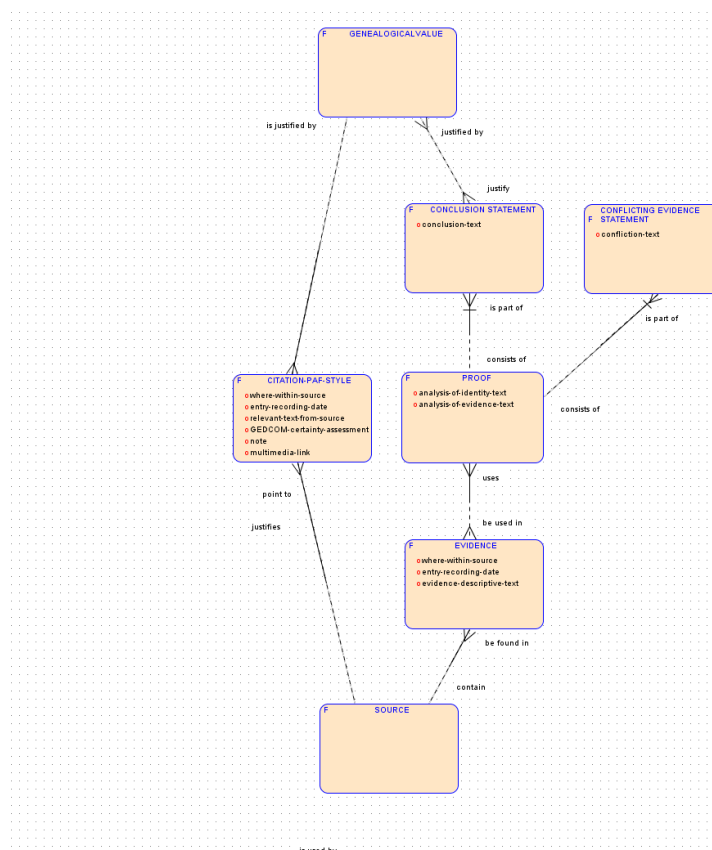 F GENEALOGICALVALUE
is justified by
justified by
justify
F CONCLUSION STATEMENT
o conclusion-text
CONFLICTING EVIDENCE
F STATEMENT
o confliction-text
is part of
is part of
consists of
consists of
F CITATION-PAF-STYLE
o where-within-source
o entry-recording-date
o relevant-text-from-source
o GEDCOM-certainty-assessment
o note
o multimedia-link
F PROOF
o analysis-of-identity-text
o analysis-of-evidence-text
point to
justifies
uses
be used in
F EVIDENCE
o where-within-source
o entry-recording-date
o evidence-descriptive-text
be found in
contain
F SOURCE
is used by